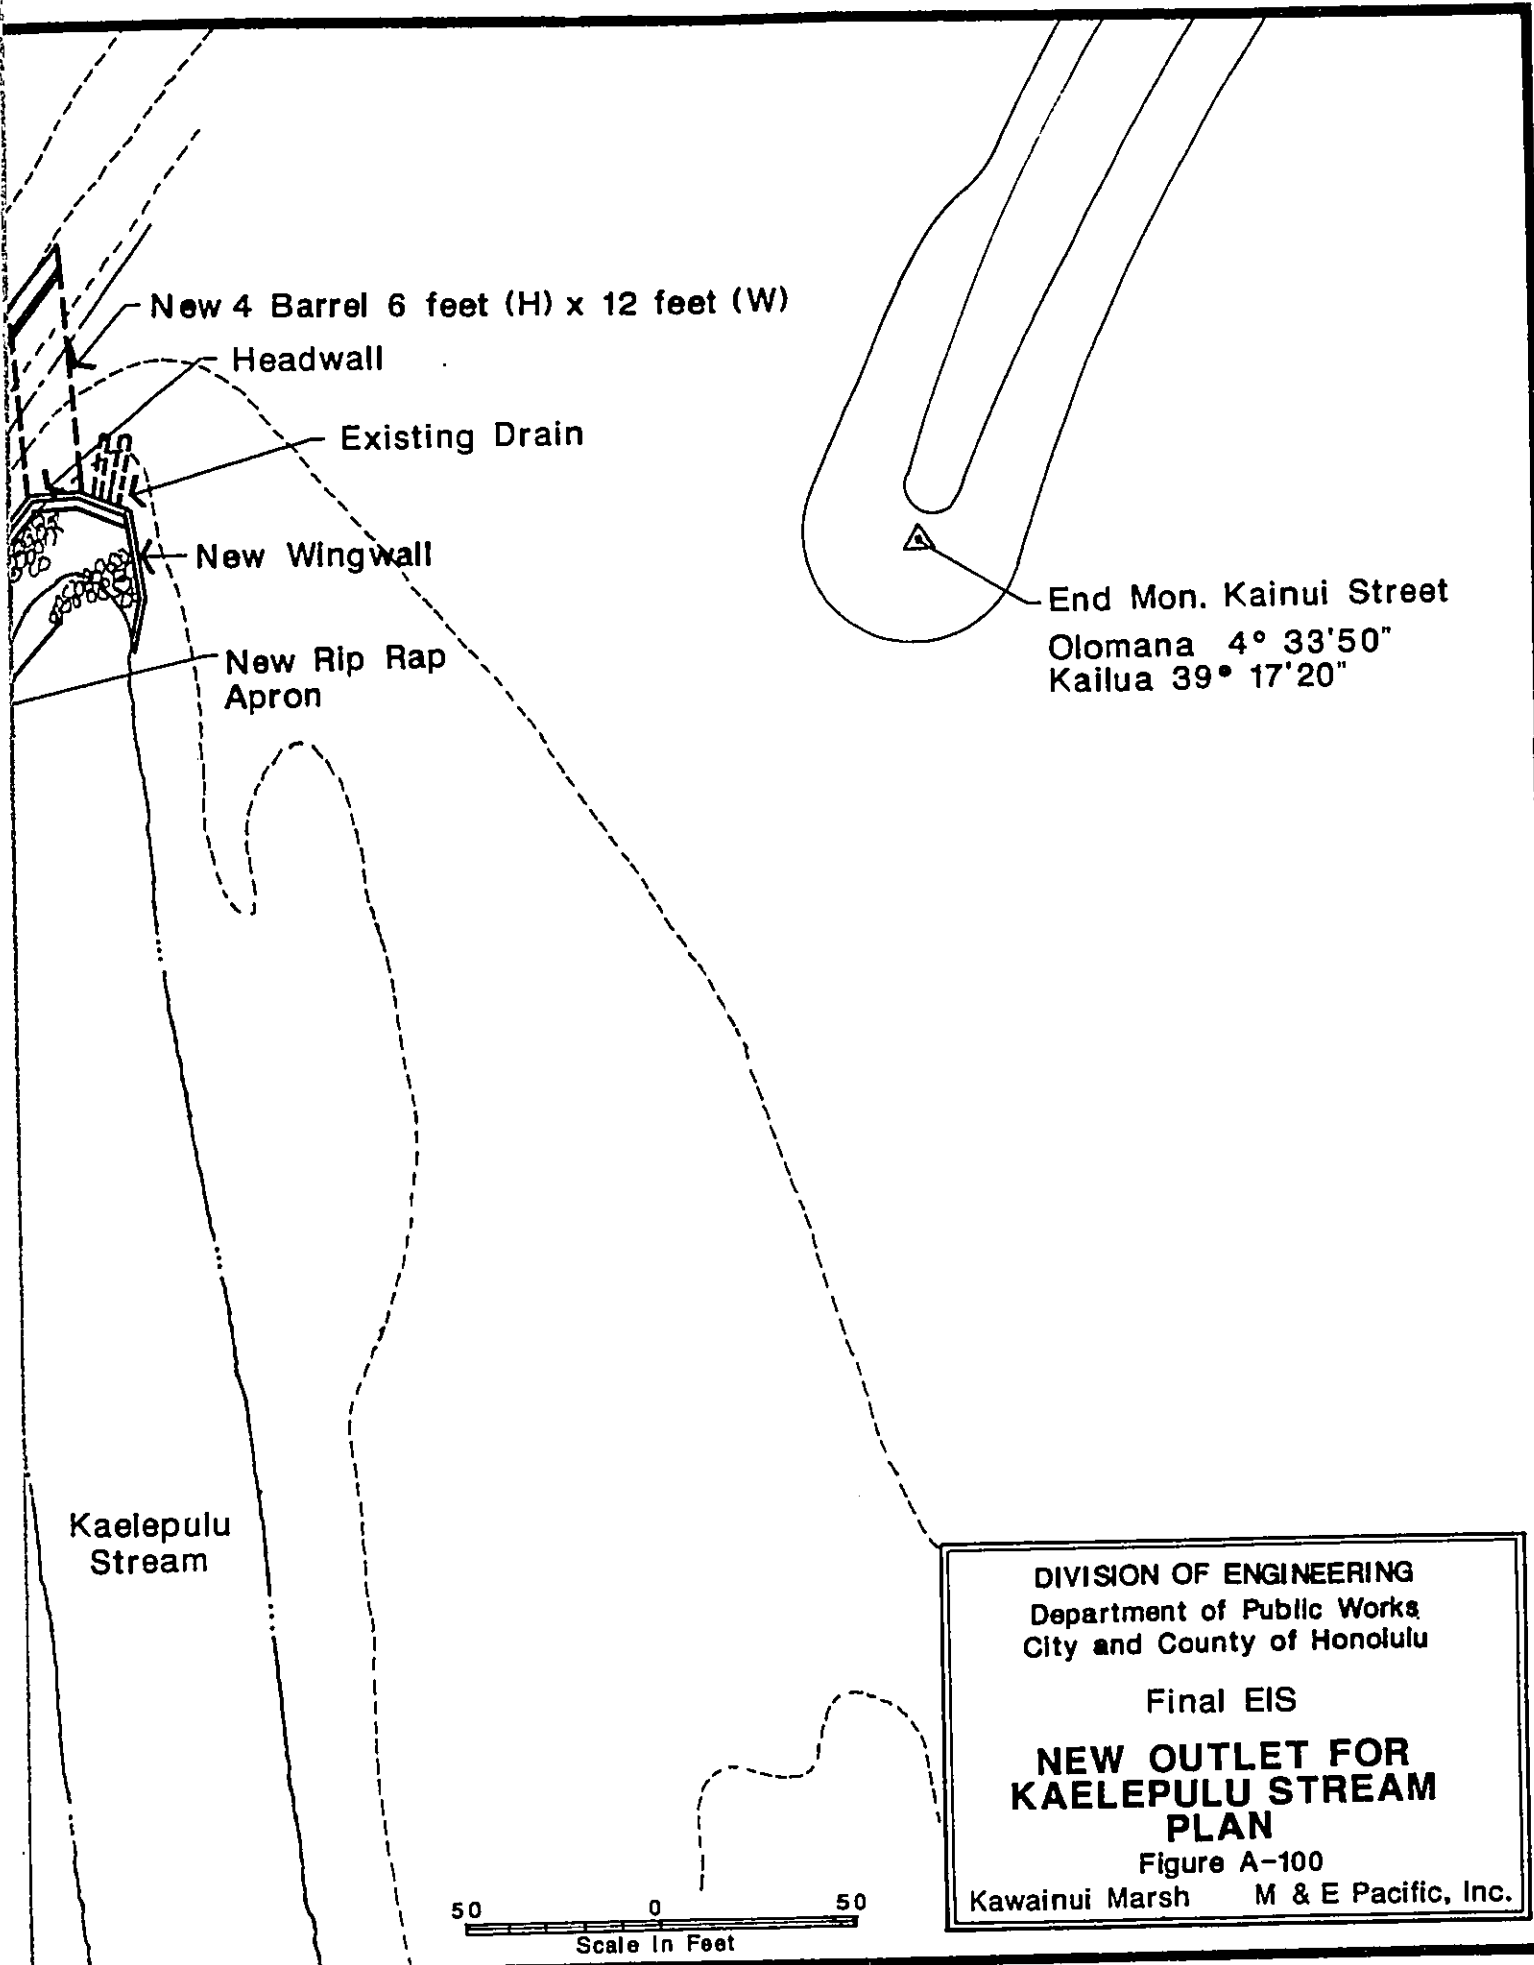 New 4 Barrel 6 feet (H) x 12 feet (W)
Headwall
Existing Drain
New Wingwall
End Mon. Kainui Street
Olomana 4° 33'50"
Kailua 39° 17'20"
New Rip Rap
Apron
Kaelepulu
Stream
DIVISION OF ENGINEERING
Department of Public Works
City and County of Honolulu
Final EIS
NEW OUTLET FOR
KAELEPULU STREAM
PLAN
Figure A-100
Kawainui Marsh M & E Pacific, Inc.
50 0 50
Scale In Feet